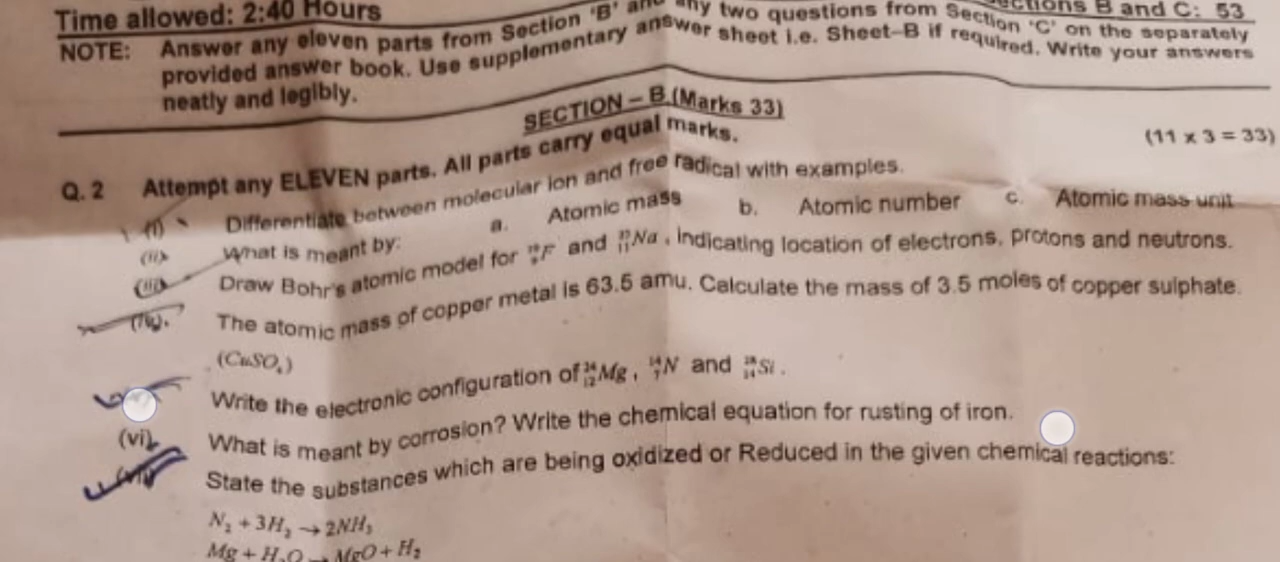 Time allowed: 2:40 Hours Sections B and C: 53
NOTE: Answer any eleven parts from Section 'B' and any two questions from Section 'C' on the separately
provided answer book. Use supplementary answer sheet i.e. Sheet–B if required. Write your answers
neatly and legibly.
SECTION – B (Marks 33)
(11 x 3 = 33)
Q. 2 Attempt any ELEVEN parts. All parts carry equal marks.
(i) Differentiate between molecular ion and free radical with examples.
(ii) What is meant by: a. Atomic mass b. Atomic number c. Atomic mass unit
(iii) Draw Bohr's atomic model for F and Na, indicating location of electrons, protons and neutrons.
(iv). The atomic mass of copper metal is 63.5 amu. Calculate the mass of 3.5 moles of copper sulphate.
(CuSO₄)
Write the electronic configuration of ²⁴₁₂Mg, ¹⁴₇N and ²⁸₁₄Si.
(vi) What is meant by corrosion? Write the chemical equation for rusting of iron.
State the substances which are being oxidized or Reduced in the given chemical reactions:
N₂ + 3H₂ → 2NH₃
Mg + H₂O → MgO + H₂